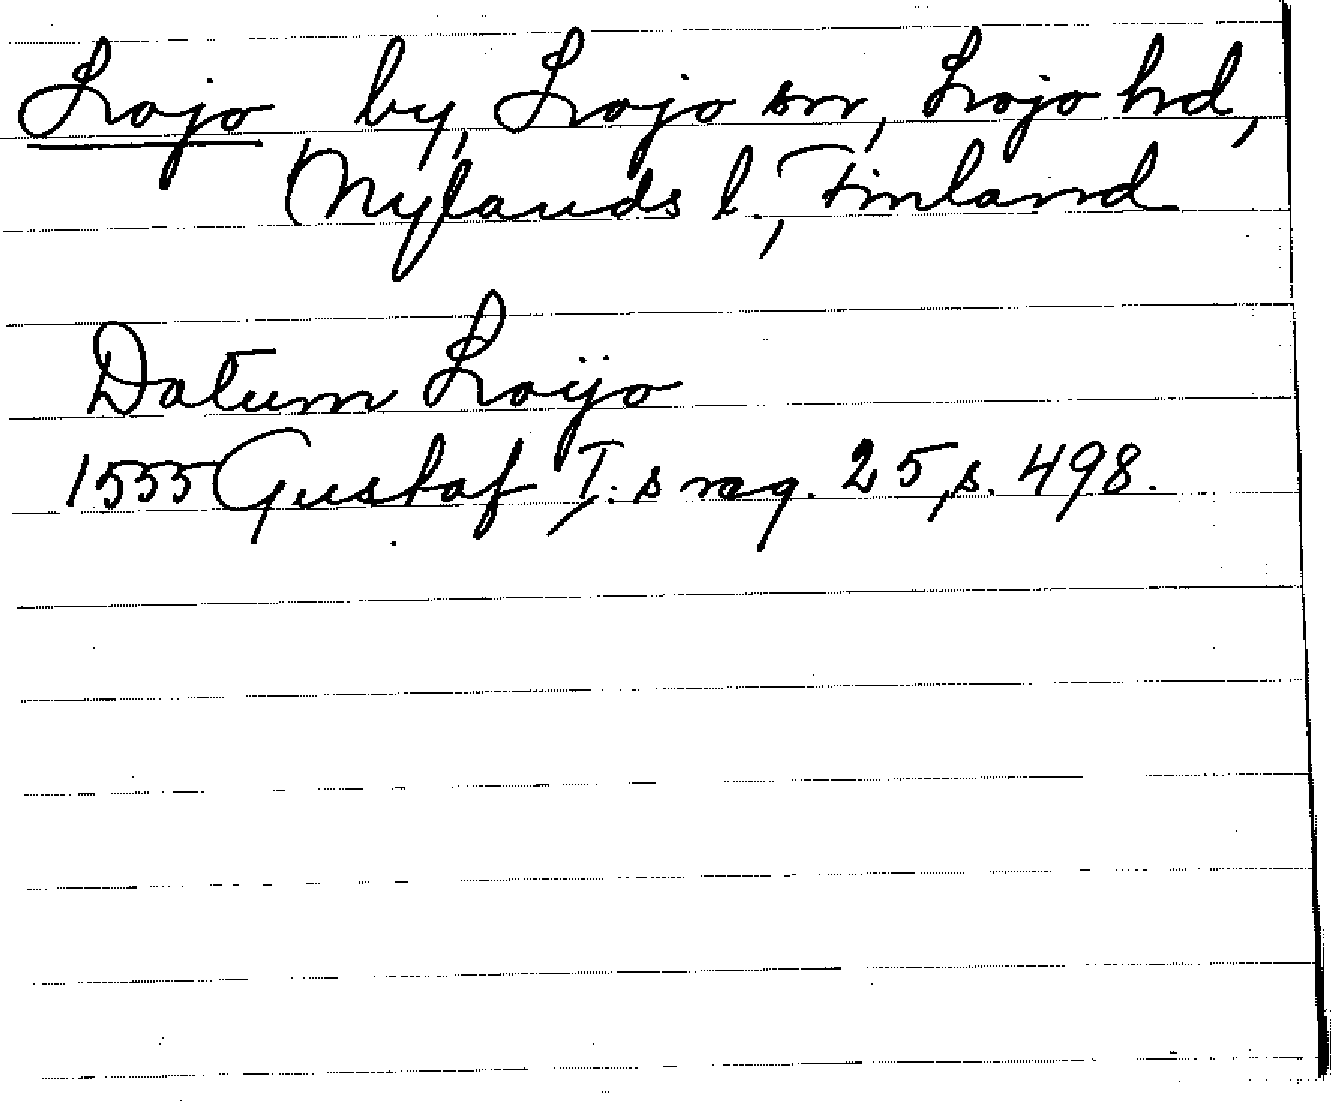 Lojo by, Lojo sn, Lojo hd,
Nylands l., Finland
Datum Loijo
1555 Gustaf I:s reg. 25, s. 498.